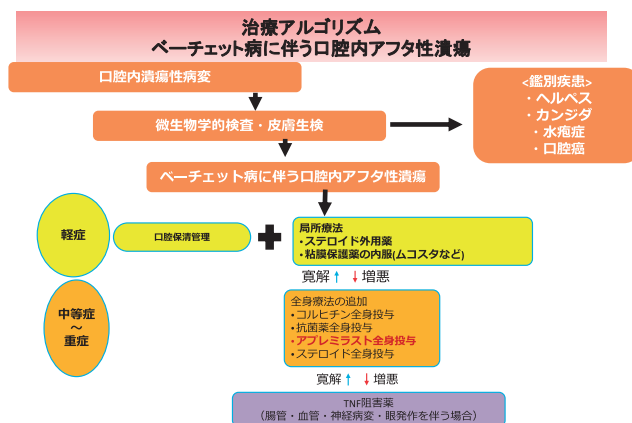 治療アルゴリズム
ベーチェット病に伴う口腔内アフタ性潰瘍
口腔内潰瘍性病変
<鑑別疾患>
・ヘルペス
・カンジダ
・水疱症
・口腔癌
微生物学的検査・皮膚生検
ベーチェット病に伴う口腔内アフタ性潰瘍
軽症
口腔保清管理
局所療法
•ステロイド外用薬
•粘膜保護薬の内服(ムコスタなど)
寛解 ↑ ↓増悪
中等症
～
重症
全身療法の追加
•コルヒチン全身投与
•抗菌薬全身投与
•アプレミラスト全身投与
•ステロイド全身投与
寛解 ↑ ↓増悪
TNF阻害薬
（腸管・血管・神経病変・眼発作を伴う場合）